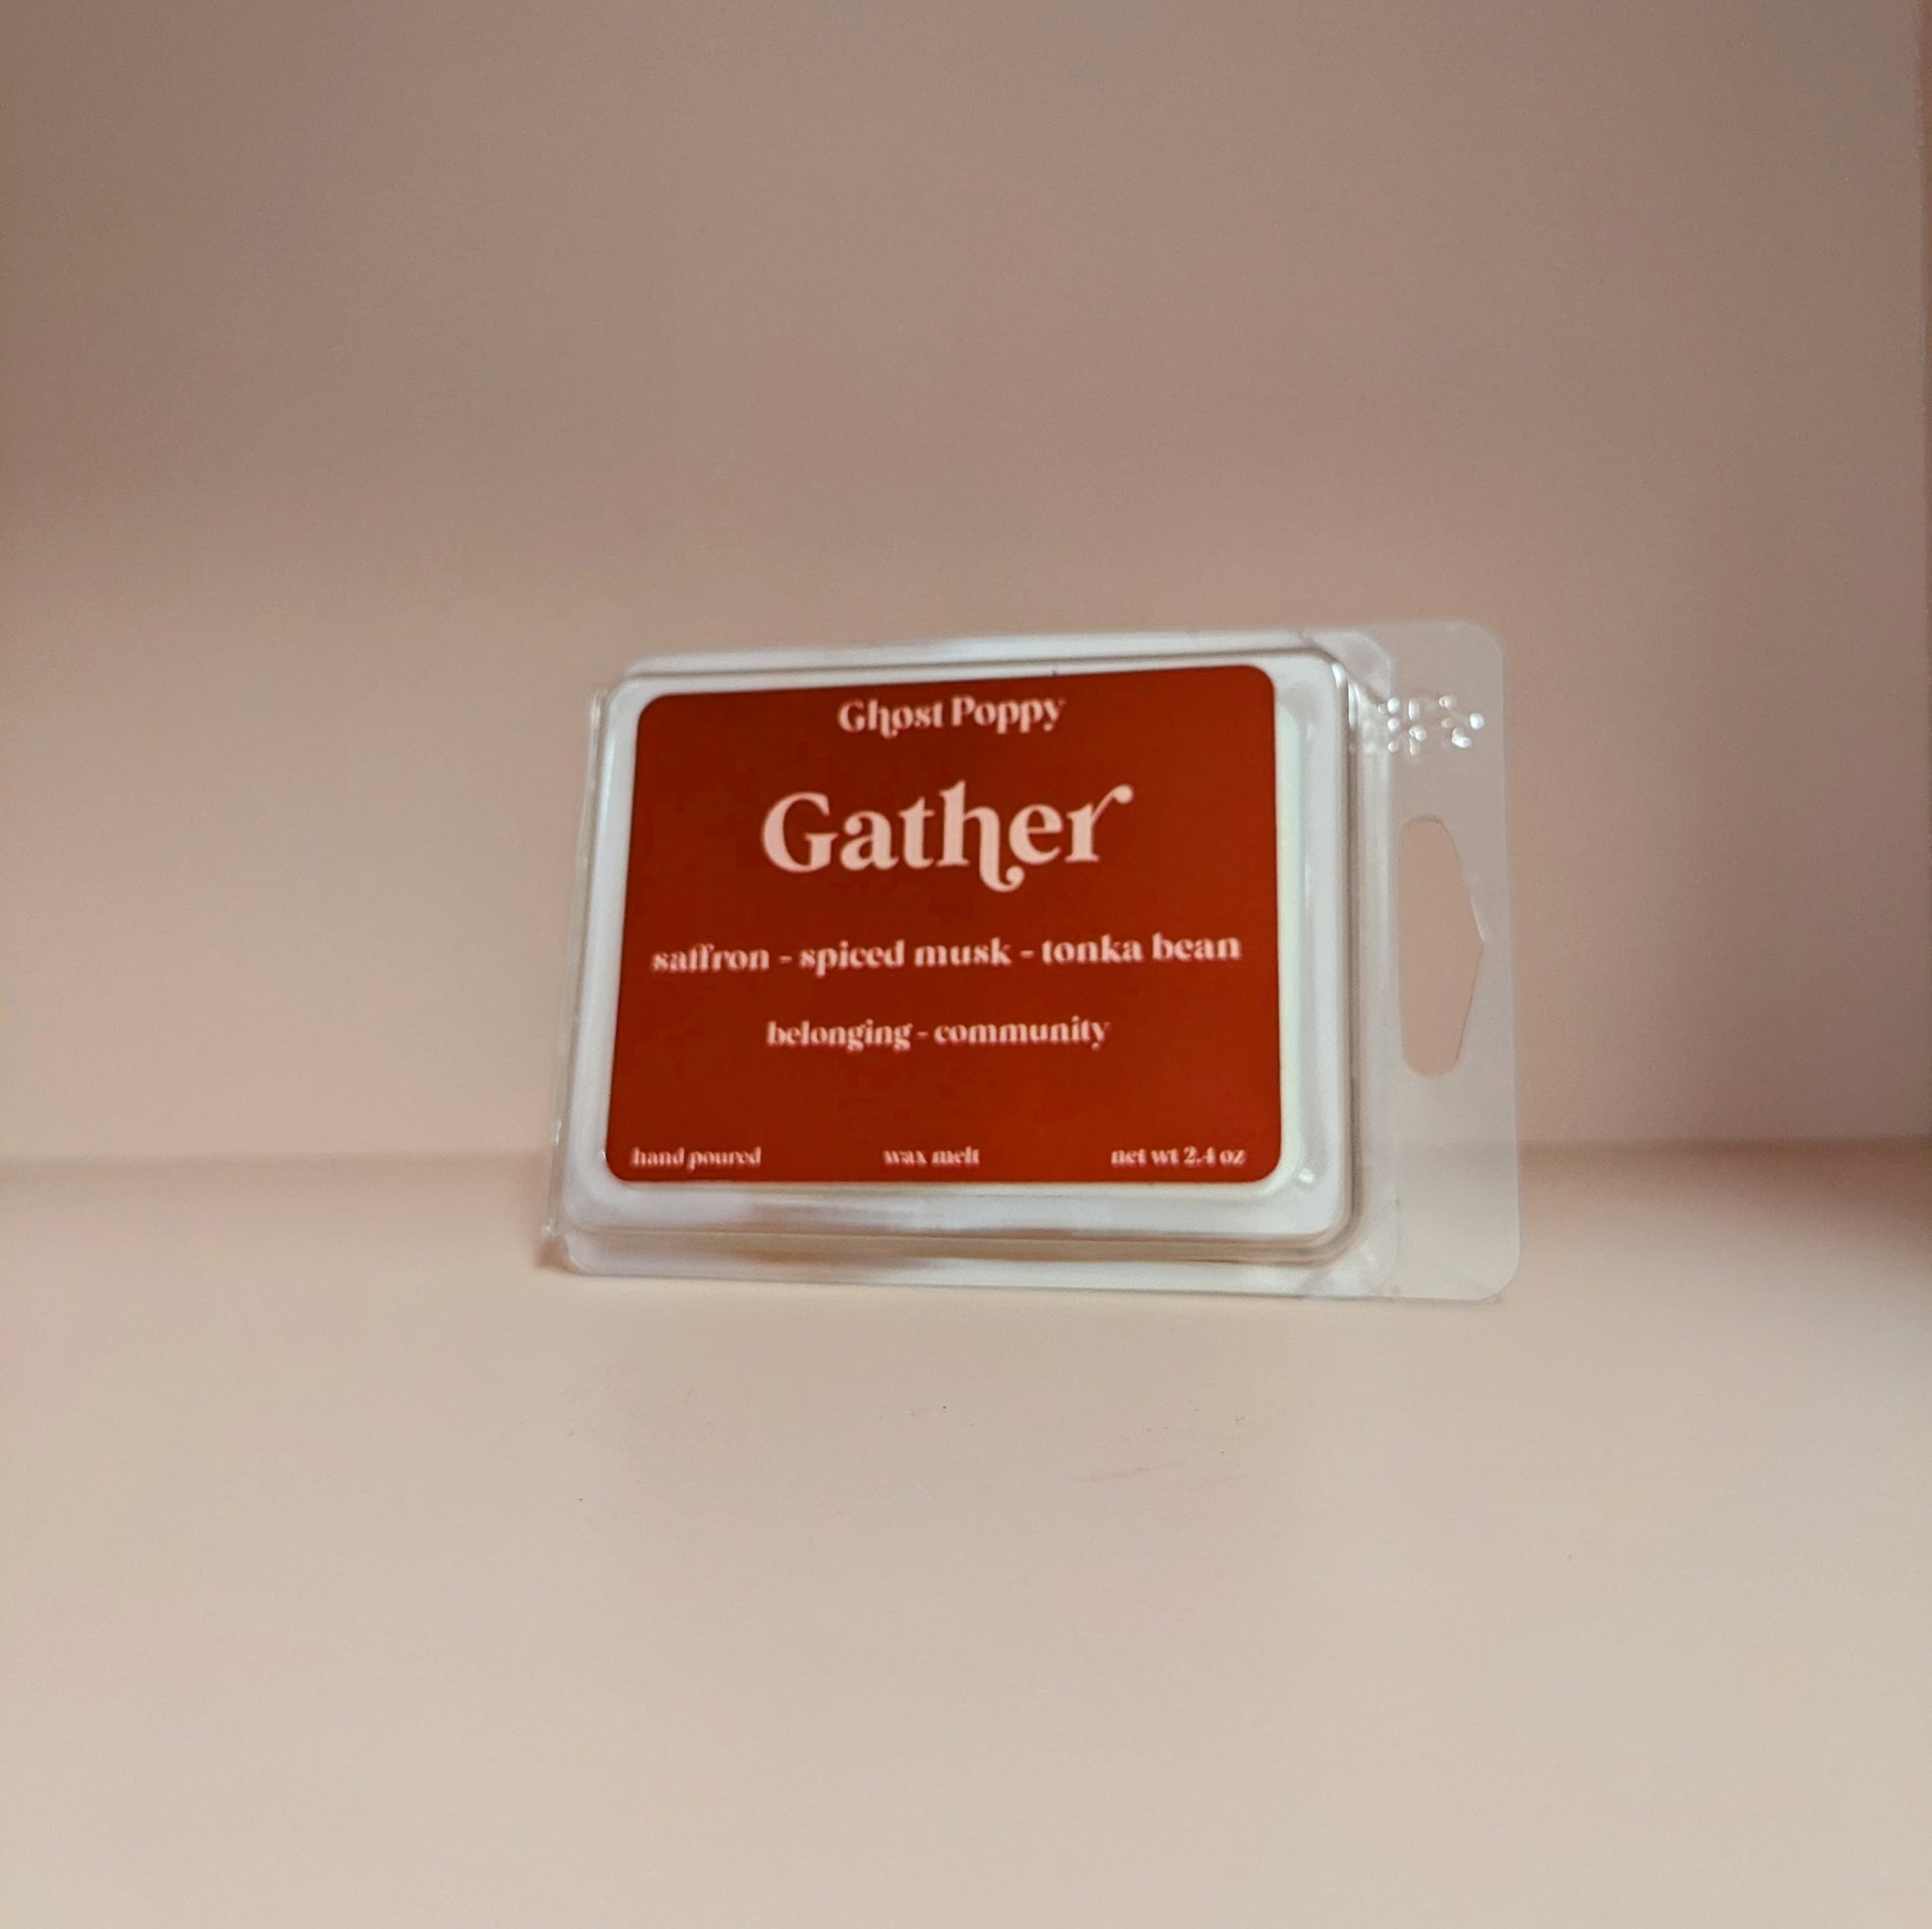 Ghost Poppy
Gather
saffron - spiced musk - tonka bean
belonging - community
hand poured wax melt net wt 2.4 oz